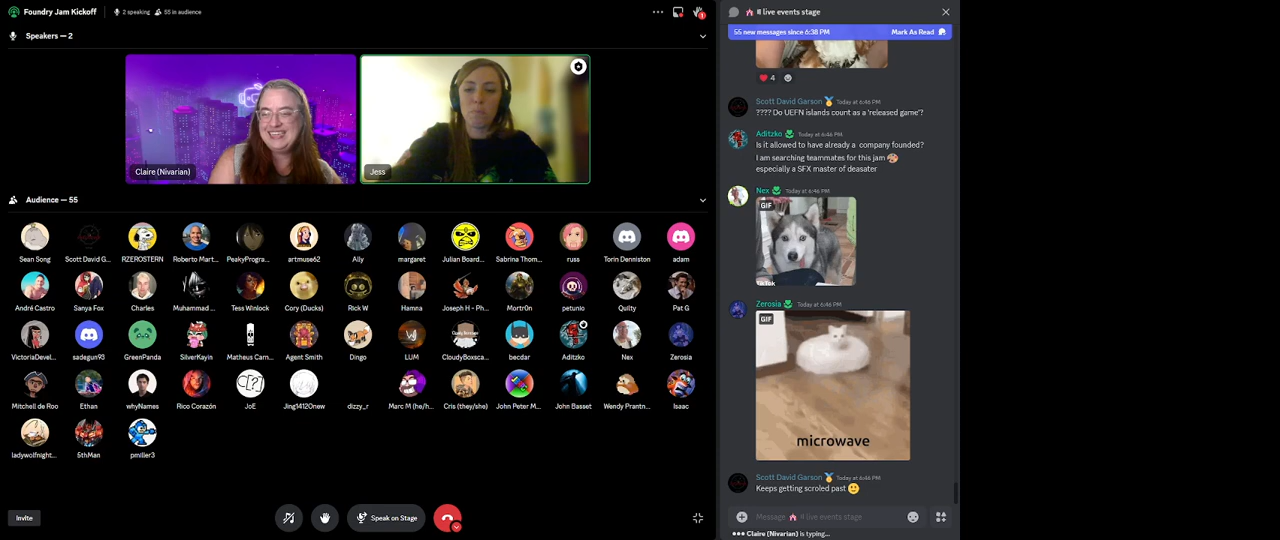 Foundry Jam Kickoff
2 speaking 55 in audience
1
Speakers — 2
Claire (Nivarian)
Jess
Audience — 55
Sean Song Scott David G... RZEROSTERN Roberto Mart... PeakyProgra... artmuse62 Ally margaret Julian Board... Sabrina Thom... russ Torin Denniston adam
André Castro Sanya Fox Charles Muhammad ... Tess Winlock Cory (Ducks) Rick W Hamna Joseph H - Ph... Mortr0n petunio Quilty Pat G
VictoriaDevel... sadegun93 GreenPanda SilverKayin Matheus Cam... Agent Smith Dingo LUM CloudyBoxsca... becdar Aditzko Nex Zerosia
Mitchell de Roo Ethan whyNames Rico Corazón JoE Jing1412Onew dizzy_r Marc M (he/h... Cris (they/she) John Peter M... John Basset Wendy Prantn... Isaac
ladywolfnight... 5thMan pmiller3
Invite
Speak on Stage
live events stage
55 new messages since 6:38 PM Mark As Read
4
Scott David Garson Today at 6:46 PM
???? Do UEFN islands count as a 'released game'?
Aditzko Today at 6:46 PM
Is it allowed to have already a company founded?
I am searching teammates for this jam
especially a SFX master of deasater
Nex Today at 6:46 PM
GIF
TikTok
Zerosia Today at 6:46 PM
GIF
microwave
Scott David Garson Today at 6:46 PM
Keeps getting scroled past
Message live events stage
Claire (Nivarian) is typing...